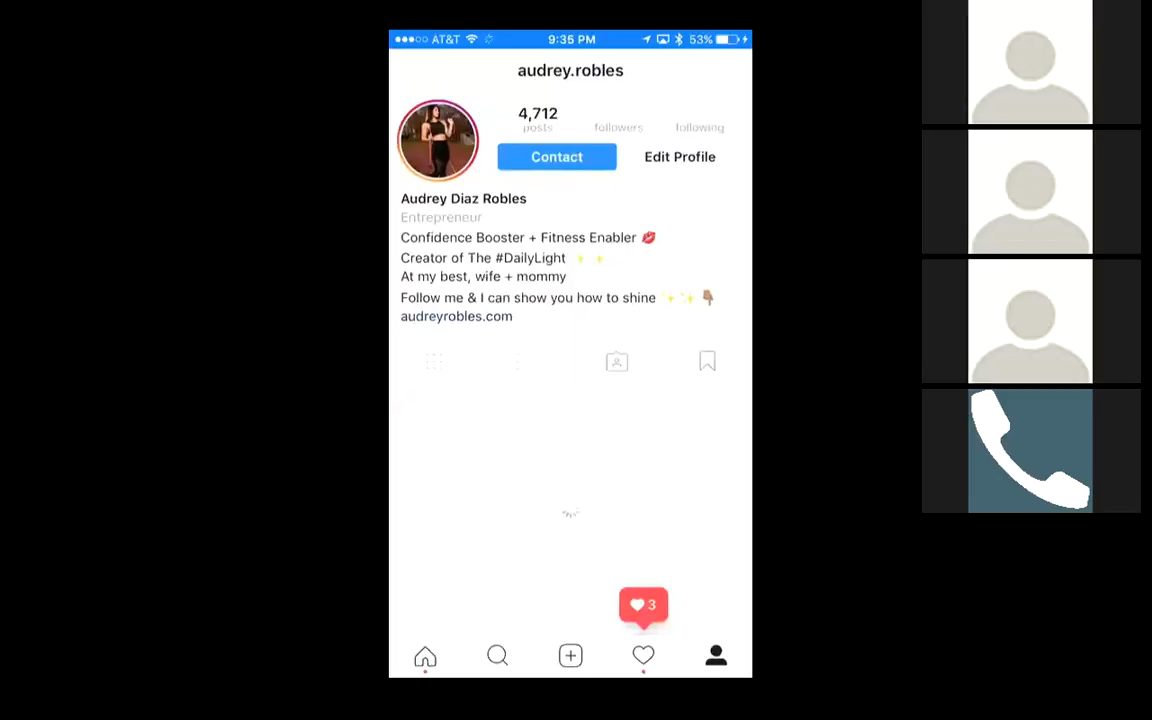 AT&T 9:35 PM 53%
audrey.robles
4,712
posts followers following
Contact Edit Profile
Audrey Diaz Robles
Entrepreneur
Confidence Booster + Fitness Enabler 💋
Creator of The #DailyLight ✨ ✨
At my best, wife + mommy
Follow me & I can show you how to shine ✨ ✨ 👇🏽
audreyrobles.com
3